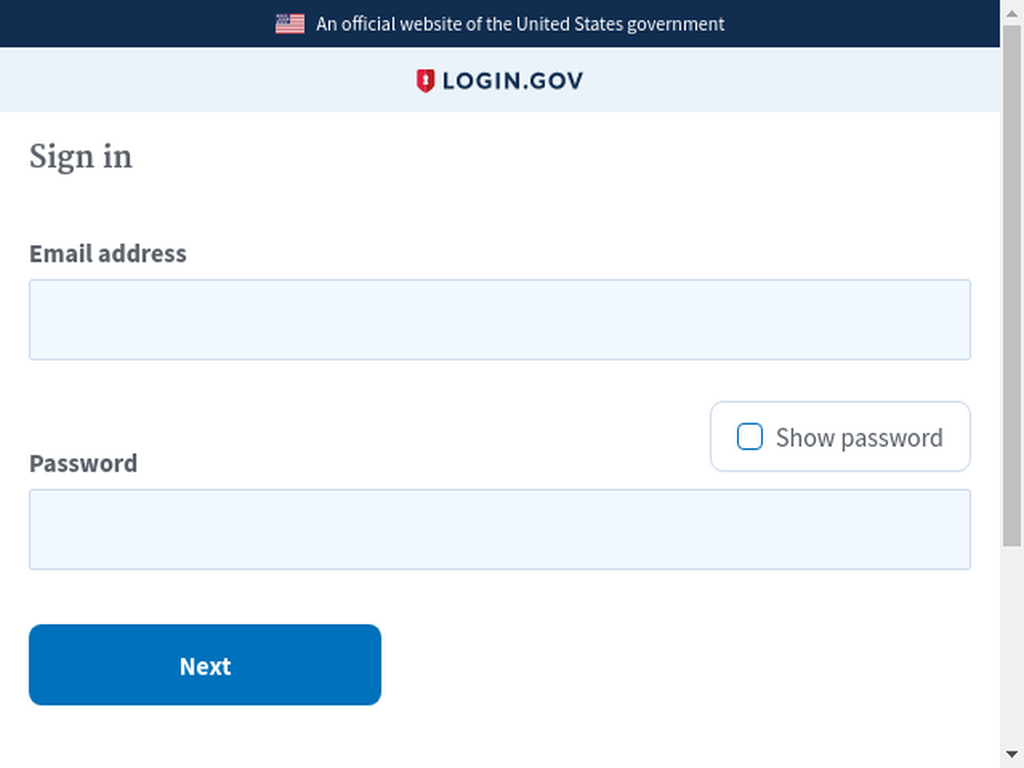 An official website of the United States government
LOGIN.GOV
Sign in
Email address
Show password
Password
Next